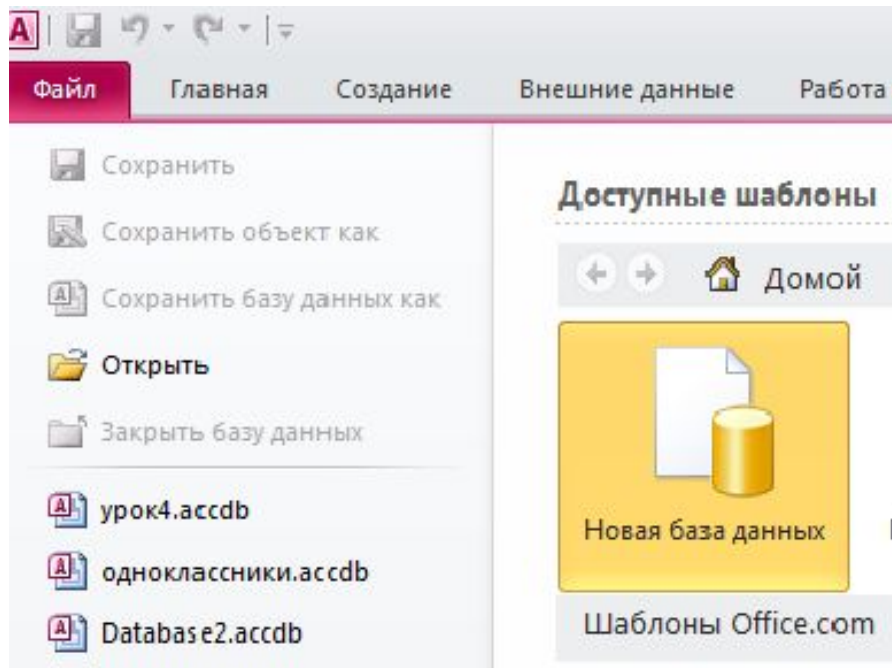 A
Файл Главная Создание Внешние данные Работа
Сохранить
Сохранить объект как
Сохранить базу данных как
Открыть
Закрыть базу данных
урок4.accdb
одноклассники.accdb
Database2.accdb
Доступные шаблоны
Домой
Новая база данных
Шаблоны Office.com